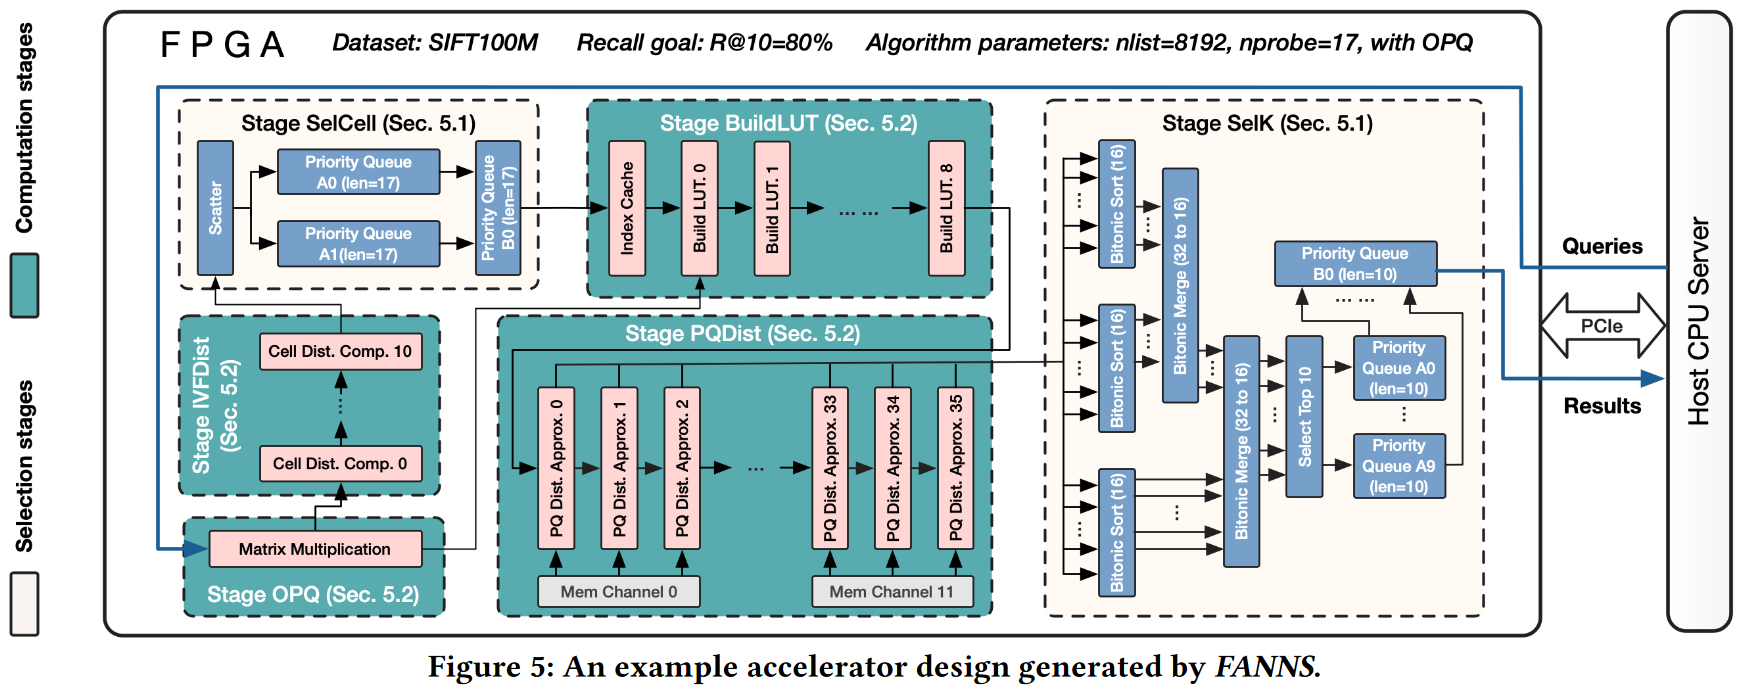 Computation stages
Selection stages
FPGA
Dataset: SIFT100M
Recall goal: R@10=80%
Algorithm parameters: nlist=8192, nprobe=17, with OPQ
Stage SelCell (Sec. 5.1)
Scatter
Priority Queue
A0 (len=17)
Priority Queue
A1(len=17)
Priority Queue
B0 (len=17)
Stage BuildLUT (Sec. 5.2)
Index Cache
Build LUT. 0
Build LUT. 1
... ...
Build LUT. 8
Stage IVFDist
(Sec. 5.2)
Cell Dist. Comp. 10
Cell Dist. Comp. 0
Matrix Multiplication
Stage OPQ (Sec. 5.2)
Stage PQDist (Sec. 5.2)
PQ Dist. Approx. 0
PQ Dist. Approx. 1
PQ Dist. Approx. 2
...
PQ Dist. Approx. 33
PQ Dist. Approx. 34
PQ Dist. Approx. 35
Mem Channel 0
Mem Channel 11
Stage SelK (Sec. 5.1)
Bitonic Sort (16)
Bitonic Sort (16)
Bitonic Sort (16)
Bitonic Merge (32 to 16)
Bitonic Merge (32 to 16)
Select Top 10
Priority Queue
B0 (len=10)
... ...
Priority
Queue A0
(len=10)
...
Priority
Queue A9
(len=10)
Queries
PCIe
Results
Host CPU Server
Figure 5: An example accelerator design generated by FANNS.